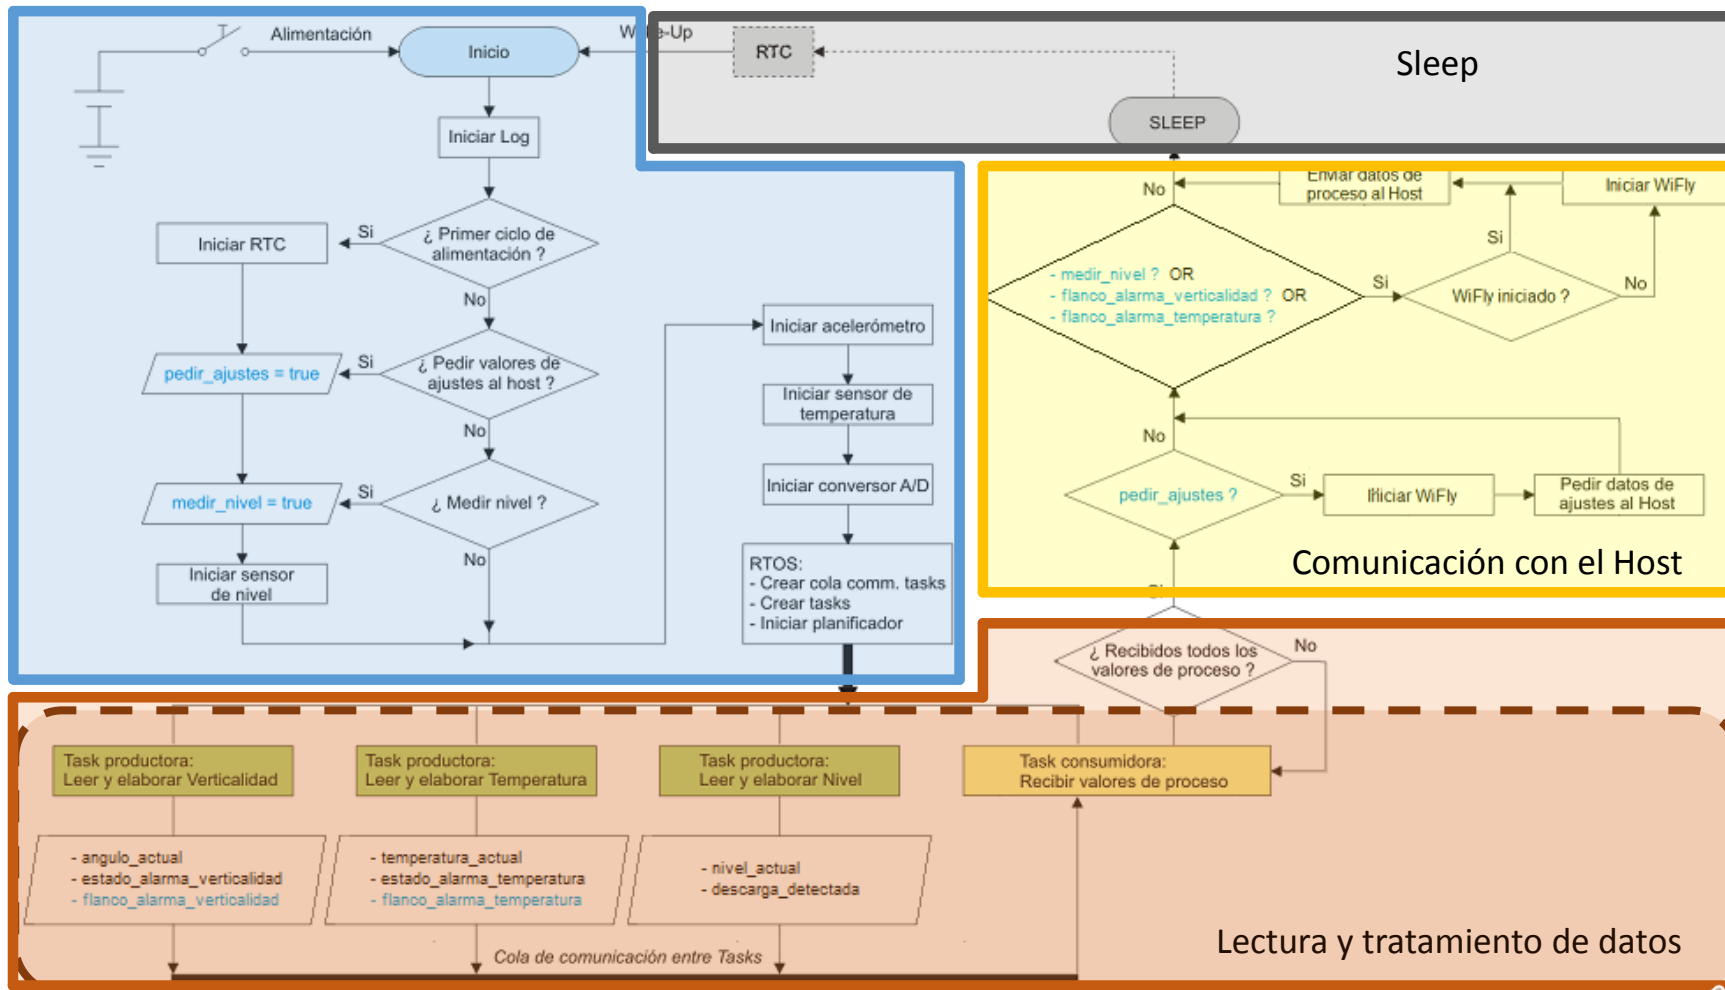 Alimentación
Inicio
Wake-Up
RTC
Sleep
SLEEP
Iniciar Log
¿ Primer ciclo de
alimentación ?
Si
Iniciar RTC
No
¿ Pedir valores de
ajustes al host ?
Si
pedir_ajustes = true
No
¿ Medir nivel ?
Si
medir_nivel = true
No
Iniciar sensor
de nivel
Iniciar acelerómetro
Iniciar sensor de
temperatura
Iniciar conversor A/D
RTOS:
- Crear cola comm. tasks
- Crear tasks
- Iniciar planificador
No
Enviar datos de
proceso al Host
Iniciar WiFly
Si
No
- medir_nivel ? OR
- flanco_alarma_verticalidad ? OR
- flanco_alarma_temperatura ?
Si
WiFly iniciado ?
No
pedir_ajustes ?
Si
Iniciar WiFly
Pedir datos de
ajustes al Host
Comunicación con el Host
Si
¿ Recibidos todos los
valores de proceso ?
No
Task productora:
Leer y elaborar Verticalidad
Task productora:
Leer y elaborar Temperatura
Task productora:
Leer y elaborar Nivel
Task consumidora:
Recibir valores de proceso
- angulo_actual
- estado_alarma_verticalidad
- flanco_alarma_verticalidad
- temperatura_actual
- estado_alarma_temperatura
- flanco_alarma_temperatura
- nivel_actual
- descarga_detectada
Cola de comunicación entre Tasks
Lectura y tratamiento de datos